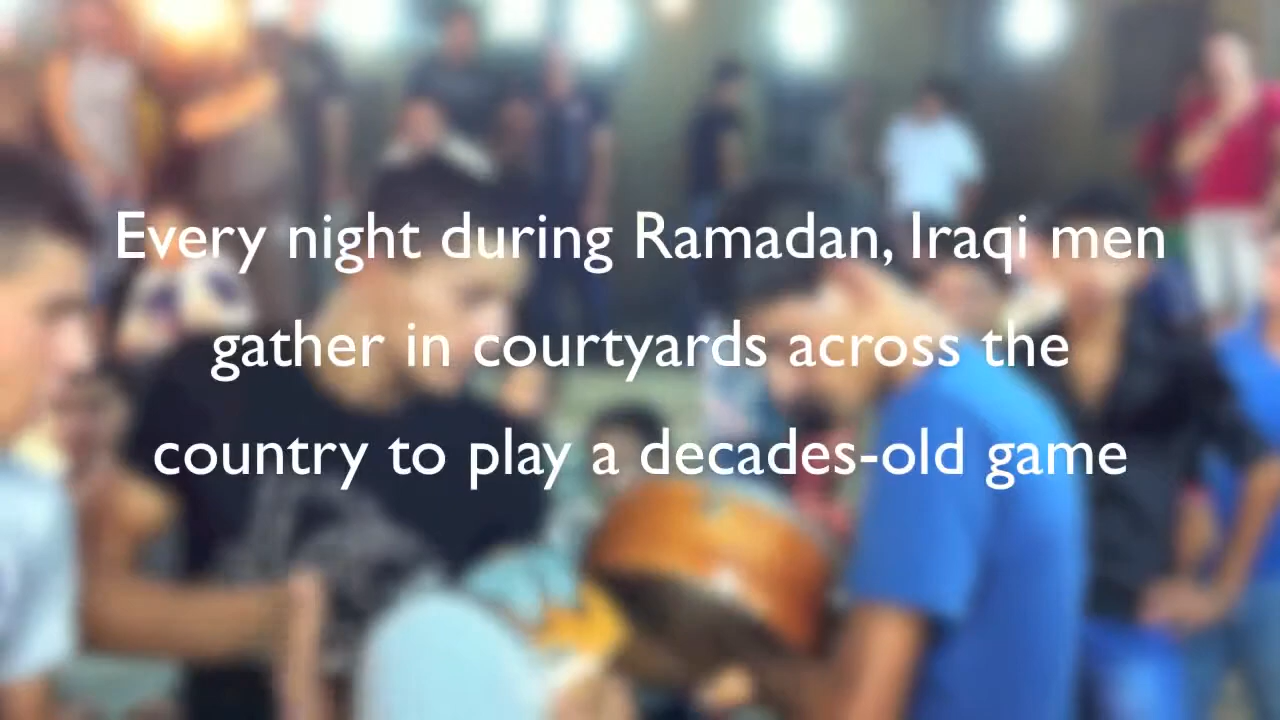 Every night during Ramadan, Iraqi men
gather in courtyards across the
country to play a decades-old game